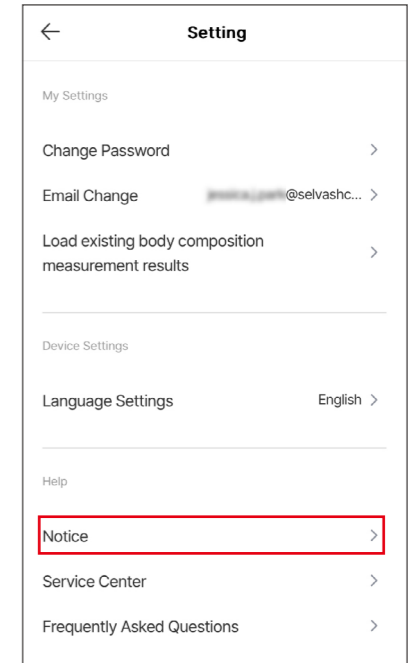 Setting
My Settings
Change Password
Email Change @selvashc...
Load existing body composition
measurement results
Device Settings
Language Settings English
Help
Notice
Service Center
Frequently Asked Questions